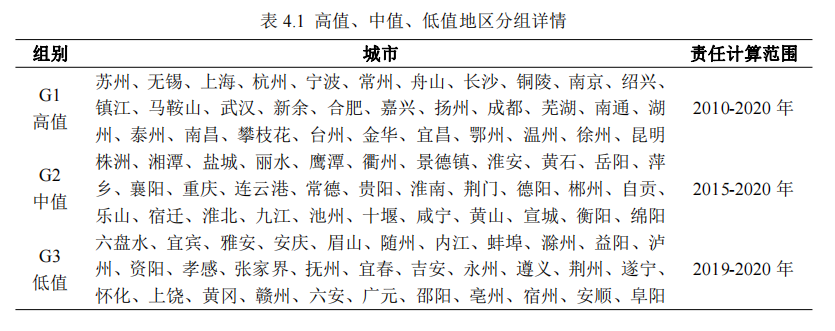 表 4.1 高值、中值、低值地区分组详情
组别 城市 责任计算范围
G1
高值
苏州、无锡、上海、杭州、宁波、常州、舟山、长沙、铜陵、南京、绍兴、
镇江、马鞍山、武汉、新余、合肥、嘉兴、扬州、成都、芜湖、南通、湖
州、泰州、南昌、攀枝花、台州、金华、宜昌、鄂州、温州、徐州、昆明
2010-2020 年
G2
中值
株洲、湘潭、盐城、丽水、鹰潭、衢州、景德镇、淮安、黄石、岳阳、萍
乡、襄阳、重庆、连云港、常德、贵阳、淮南、荆门、德阳、郴州、自贡、
乐山、宿迁、淮北、九江、池州、十堰、咸宁、黄山、宣城、衡阳、绵阳
2015-2020 年
G3
低值
六盘水、宜宾、雅安、安庆、眉山、随州、内江、蚌埠、滁州、益阳、泸
州、资阳、孝感、张家界、抚州、宜春、吉安、永州、遵义、荆州、遂宁、
怀化、上饶、黄冈、赣州、六安、广元、邵阳、亳州、宿州、安顺、阜阳
2019-2020 年